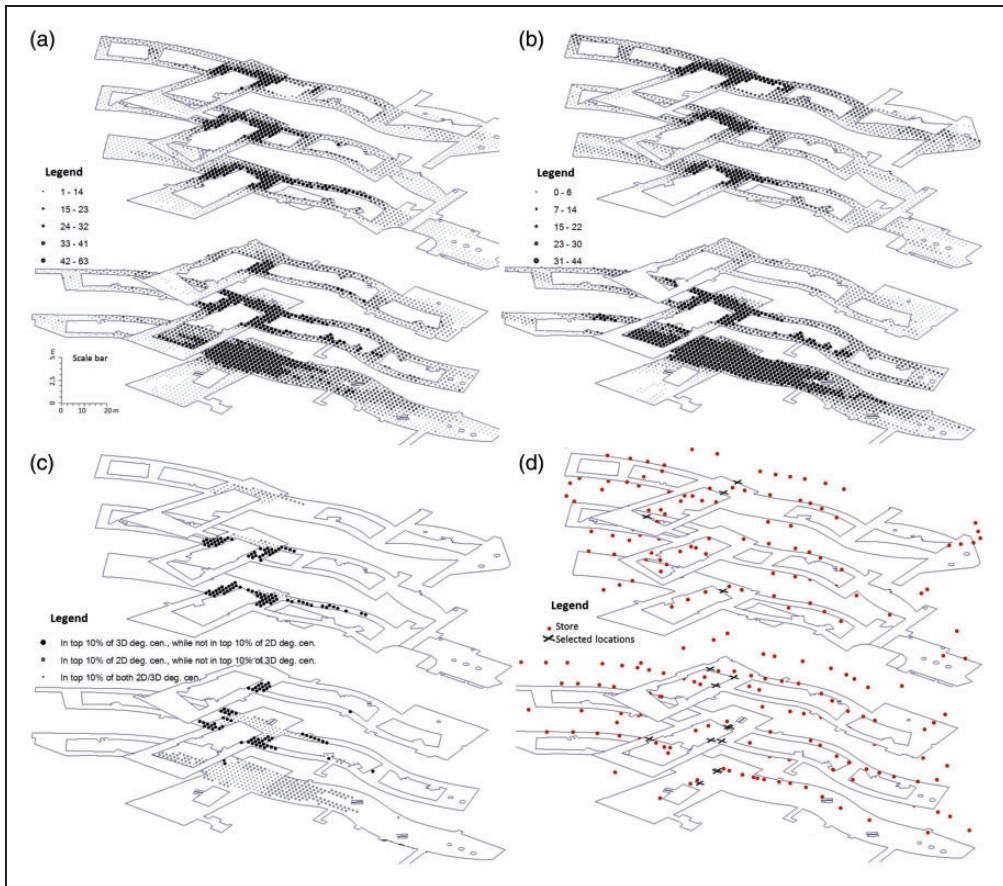 (a)
Legend
1 - 14
15 - 23
24 - 32
33 - 41
42 - 63
Scale bar
5 m
2.5
0
0 10 20 m
(b)
Legend
0 - 6
7 - 14
15 - 22
23 - 30
31 - 44
(c)
Legend
In top 10% of 3D deg. cen., while not in top 10% of 2D deg. cen.
In top 10% of 2D deg. cen., while not in top 10% of 3D deg. cen.
In top 10% of both 2D/3D deg. cen.
(d)
Legend
Store
Selected locations